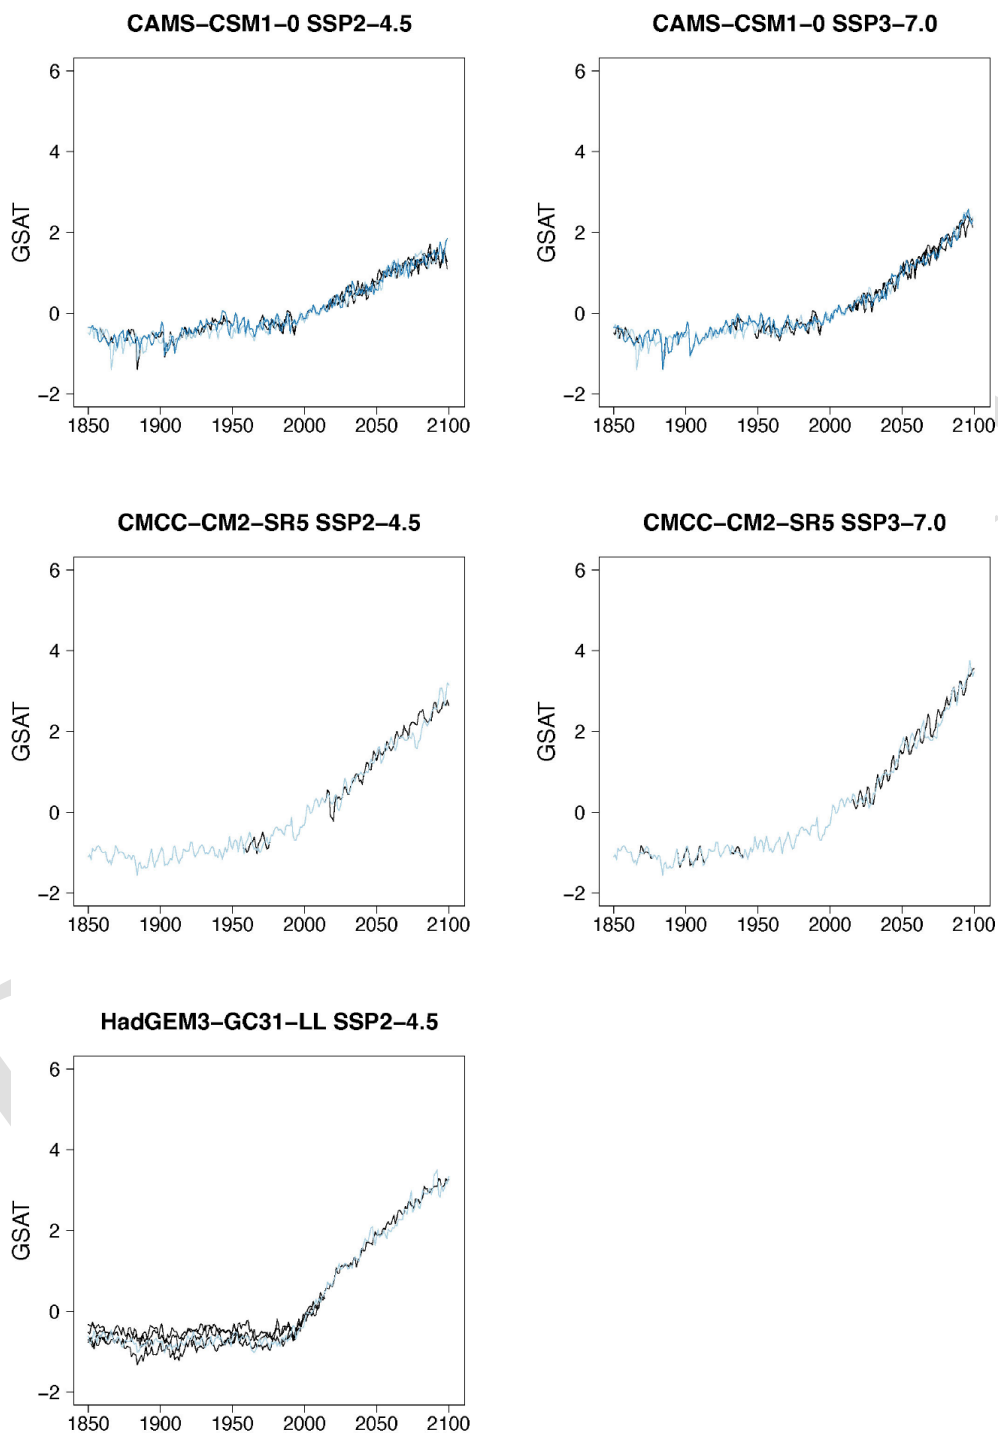 CAMS−CSM1−0 SSP2−4.5
CAMS−CSM1−0 SSP3−7.0
6
4
2
0
−2
GSAT
1850 1900 1950 2000 2050 2100
6
4
2
0
−2
GSAT
1850 1900 1950 2000 2050 2100
CMCC−CM2−SR5 SSP2−4.5
CMCC−CM2−SR5 SSP3−7.0
6
4
2
0
−2
GSAT
1850 1900 1950 2000 2050 2100
6
4
2
0
−2
GSAT
1850 1900 1950 2000 2050 2100
HadGEM3−GC31−LL SSP2−4.5
6
4
2
0
−2
GSAT
1850 1900 1950 2000 2050 2100